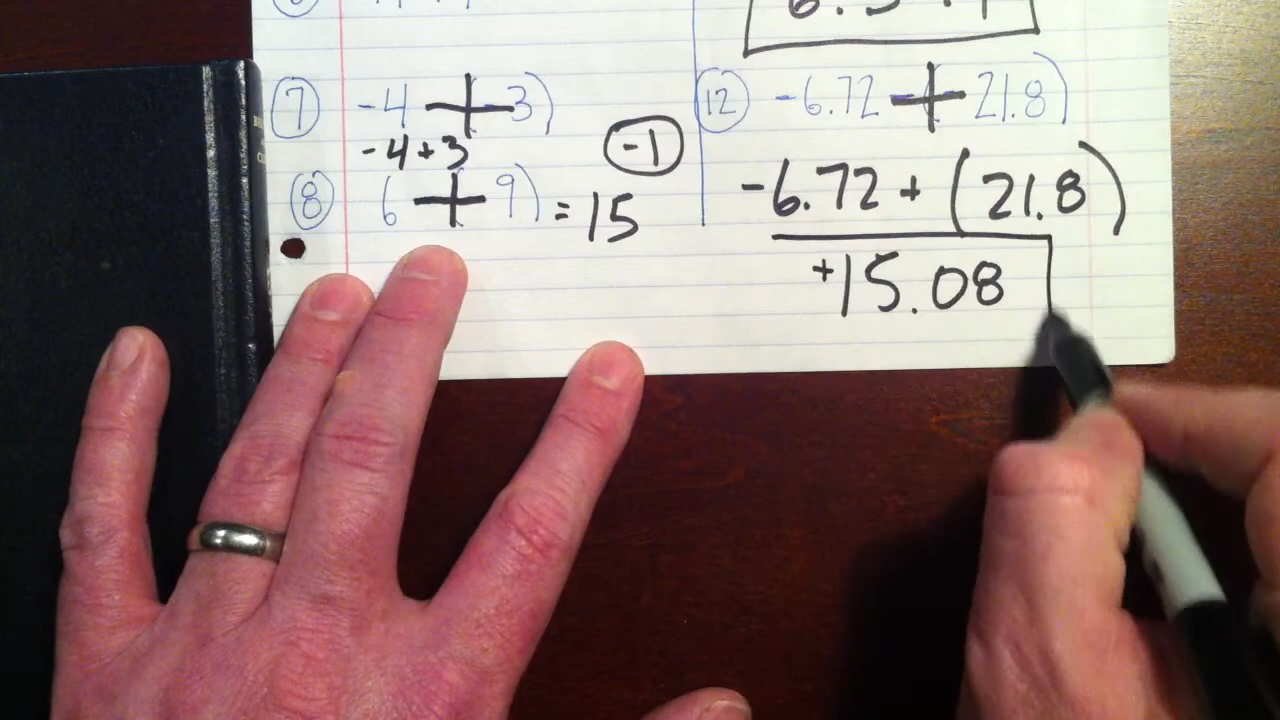 ⑦ -4 + 3)
-4+3
-1
⑧ 6 + 9) = 15
⑫ -6.72 + 21.8)
-6.72 + (21.8)
+15.08